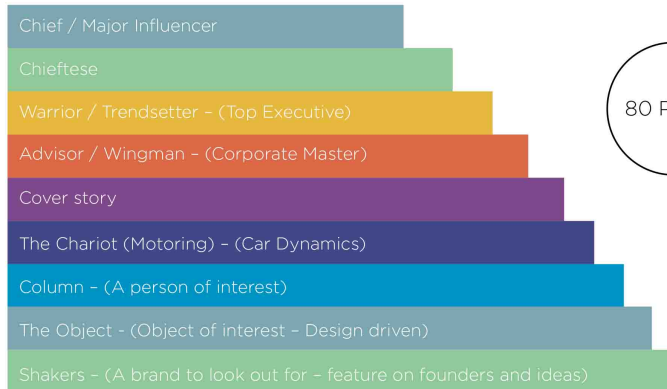 Chief / Major Influencer
Chieftese
Warrior / Trendsetter – (Top Executive)
80
Advisor / Wingman – (Corporate Master)
Cover story
The Chariot (Motoring) – (Car Dynamics)
Column – (A person of interest)
The Object - (Object of interest – Design driven)
Shakers – (A brand to look out for – feature on founders and ideas)